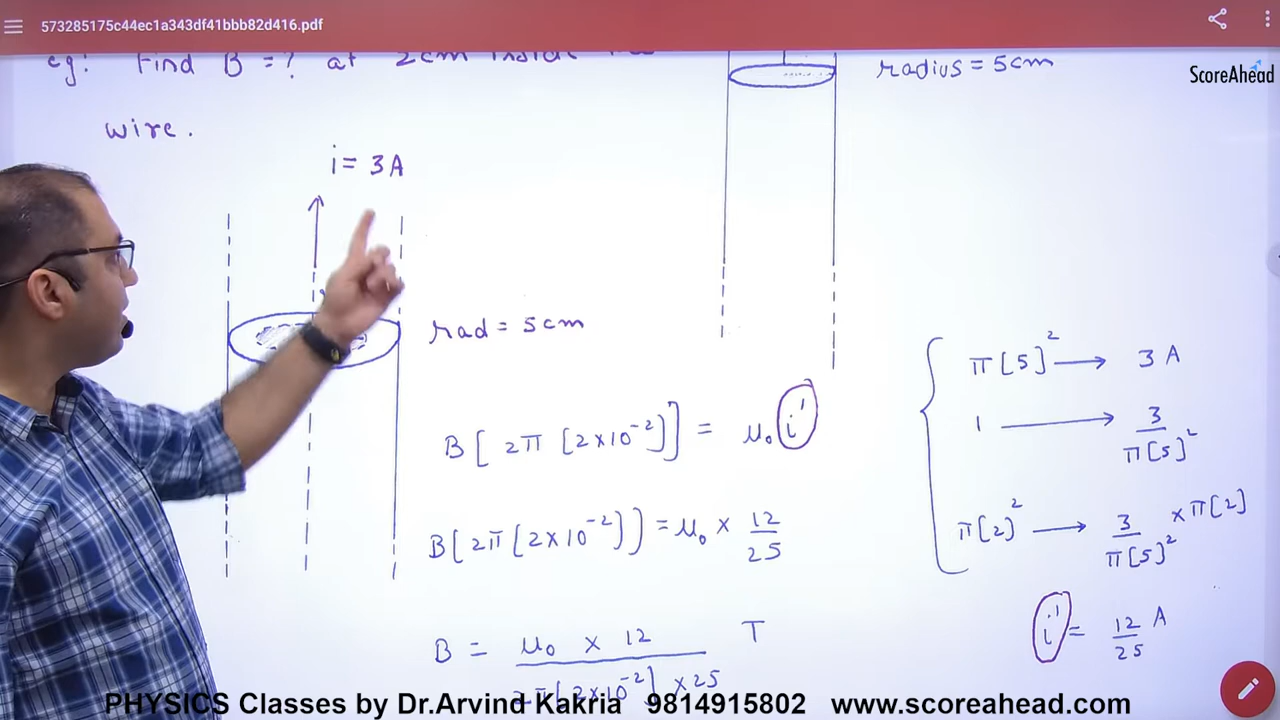 573285175c44ec1a343df41bbb82d416.pdf
ScoreAhead
eg: Find B = ? at 2cm
wire.
radius = 5cm
i = 3A
rad = 5cm
B[2π[2×10⁻²]] = μ₀ i'
B[2π[2×10⁻²]] = μ₀ × 12/25
B = μ₀ × 12 / 2π[2×10⁻²] × 25 T
π[5]² → 3 A
1 → 3/π[5]²
π[2]² → 3/π[5]² × π[2]
i' = 12/25 A
PHYSICS Classes by Dr.Arvind Kakria 9814915802 www.scoreahead.com